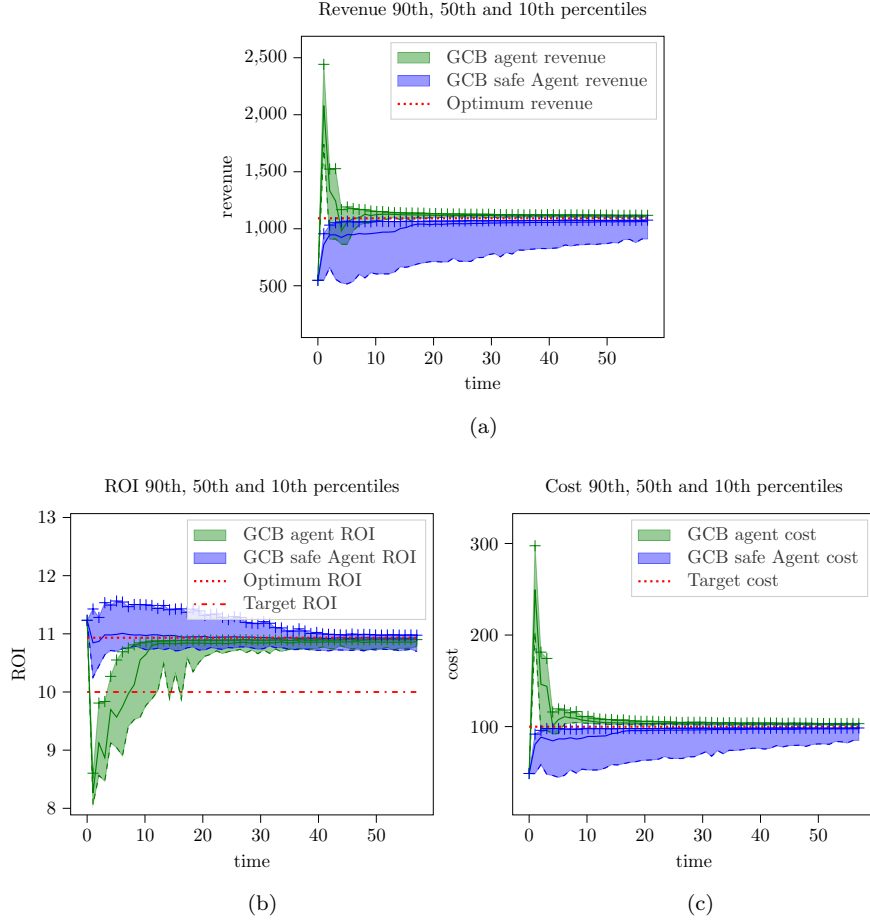 Revenue 90th, 50th and 10th percentiles
2,500
2,000
1,500
1,000
500
revenue
GCB agent revenue
GCB safe Agent revenue
Optimum revenue
0 10 20 30 40 50
time
(a)
ROI 90th, 50th and 10th percentiles
13
12
11
10
9
8
ROI
GCB agent ROI
GCB safe Agent ROI
Optimum ROI
Target ROI
0 10 20 30 40 50
time
(b)
Cost 90th, 50th and 10th percentiles
300
200
100
cost
GCB agent cost
GCB safe Agent cost
Target cost
0 10 20 30 40 50
time
(c)